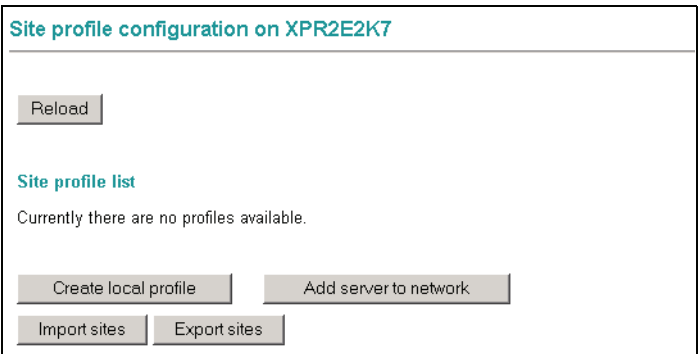 Site profile configuration on XPR2E2K7
Reload
Site profile list
Currently there are no profiles available.
Create local profile Add server to network
Import sites Export sites